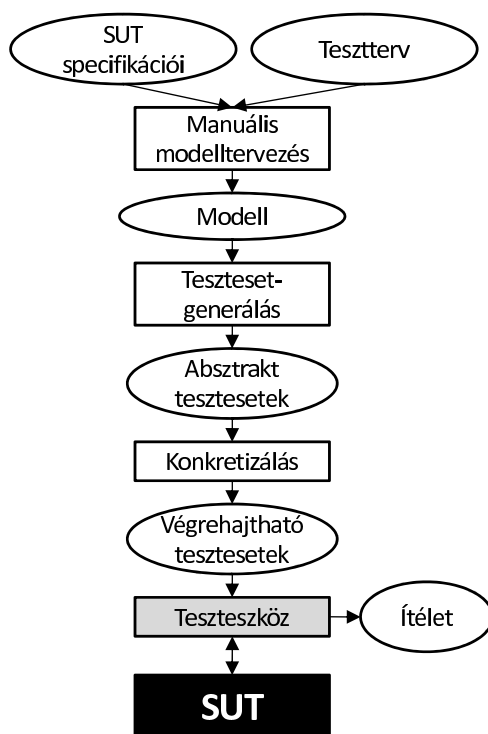 SUT
specifikációi
Tesztterv
Manuális
modelltervezés
Modell
Teszteset-
generálás
Absztrakt
tesztesetek
Konkretizálás
Végrehajtható
tesztesetek
Teszteszköz
Ítélet
SUT